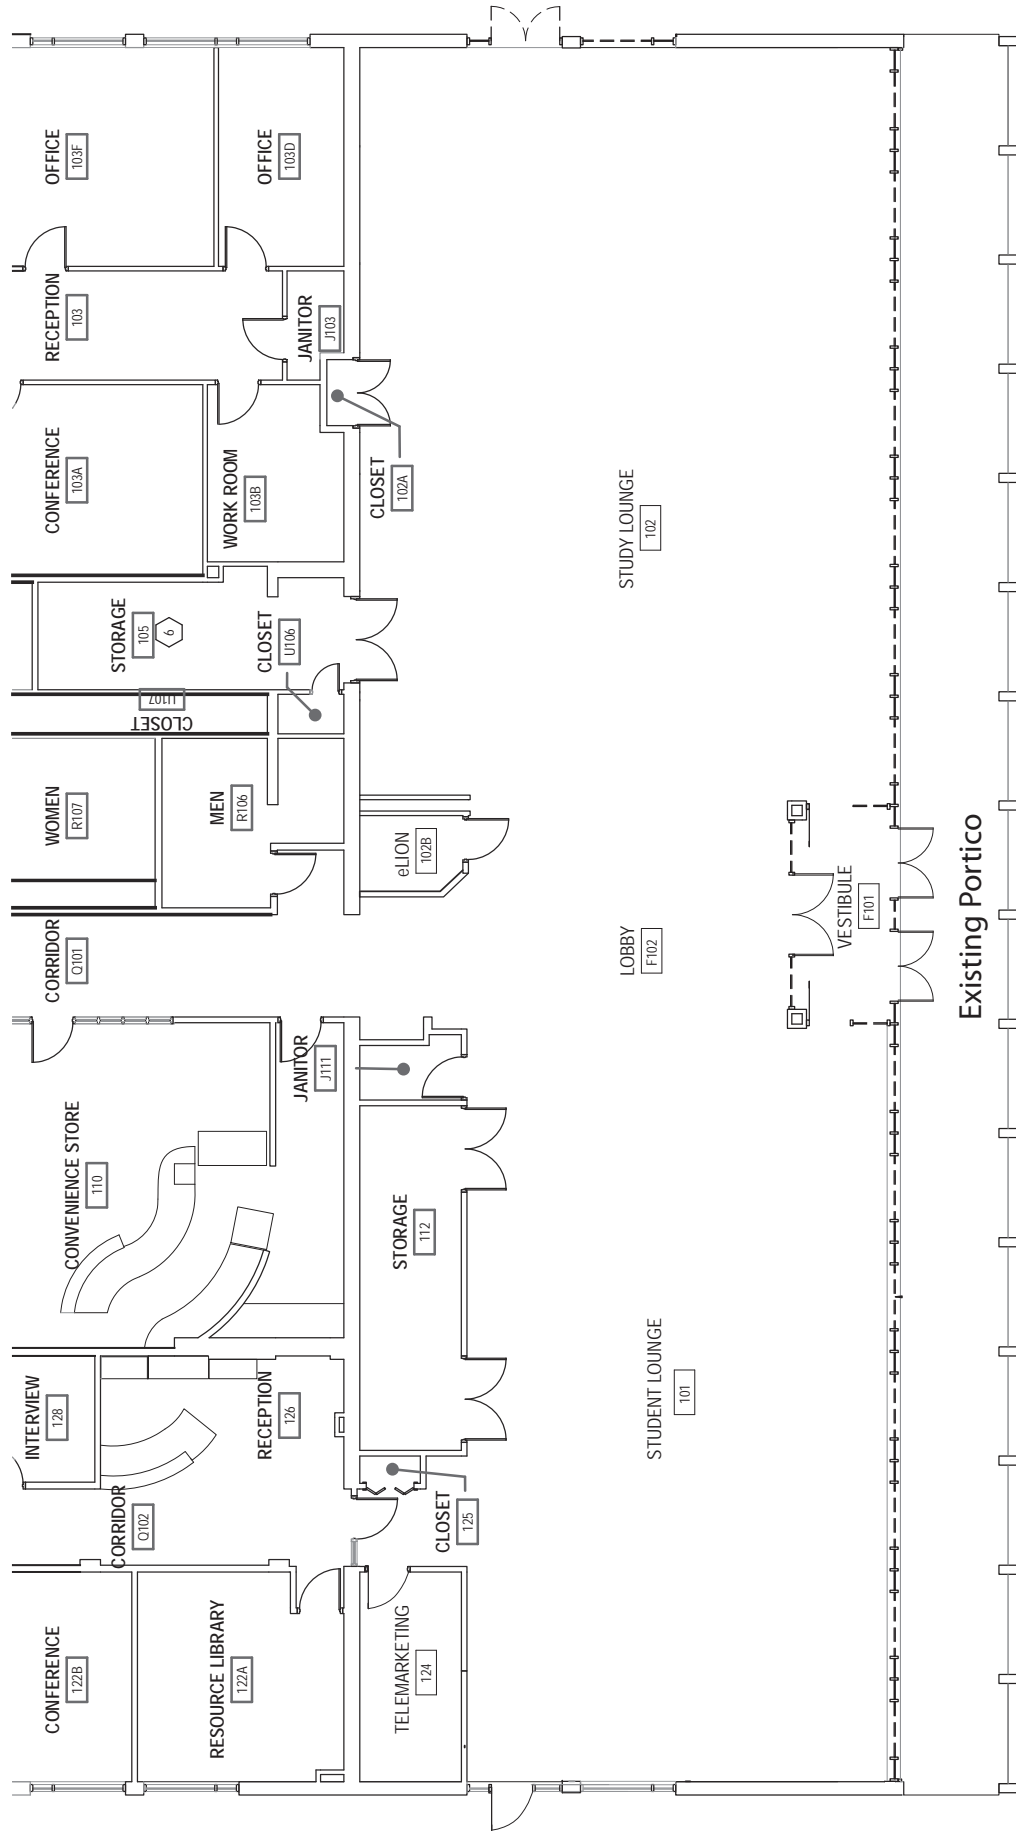 CONFERENCE
122B
RESOURCE LIBRARY
122A
TELEMARKETING
124
CORRIDOR
Q102
INTERVIEW
128
RECEPTION
126
CLOSET
125
CONVENIENCE STORE
110
STORAGE
112
JANITOR
J111
CORRIDOR
Q101
WOMEN
R107
MEN
R106
eLION
102B
CLOSET
U107
STORAGE
105
6
CLOSET
U106
CONFERENCE
103A
WORK ROOM
103B
CLOSET
102A
RECEPTION
103
JANITOR
J103
OFFICE
103F
OFFICE
103D
STUDENT LOUNGE
101
LOBBY
F102
STUDY LOUNGE
102
VESTIBULE
F101
Existing Portico